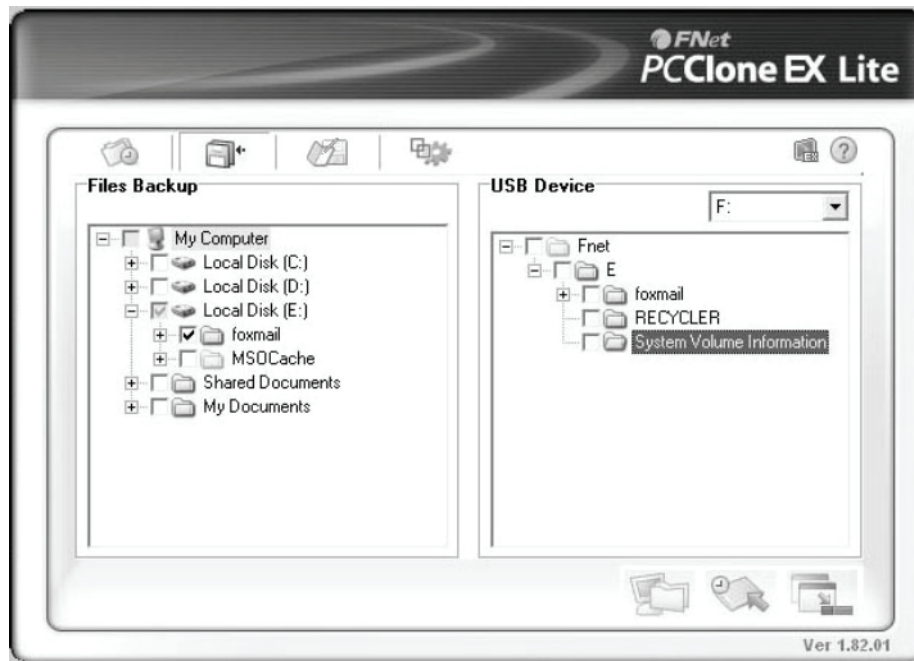 FNet
PCClone EX Lite
EX
?
Files Backup
My Computer
Local Disk (C:)
Local Disk (D:)
Local Disk (E:)
foxmail
MSOCache
Shared Documents
My Documents
USB Device
F:
Fnet
E
foxmail
RECYCLER
System Volume Information
Ver 1.82.01